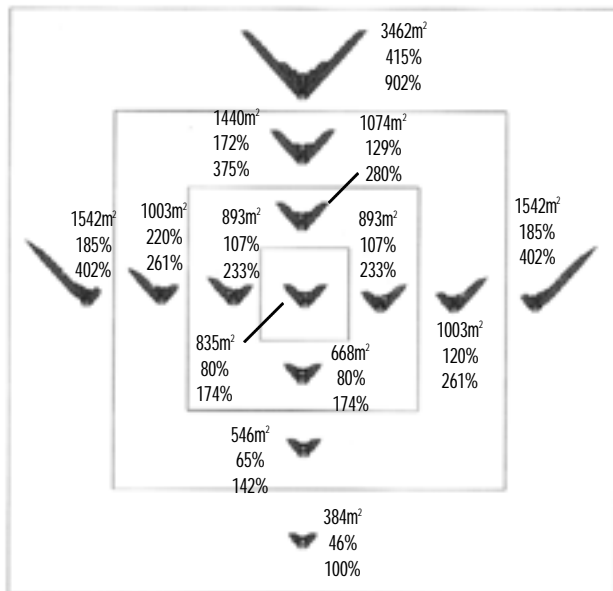 3462m²
415%
902%
1440m²
172%
375%
1074m²
129%
280%
1542m²
185%
402%
1003m²
220%
261%
893m²
107%
233%
893m²
107%
233%
1542m²
185%
402%
1003m²
120%
261%
835m²
80%
174%
668m²
80%
174%
546m²
65%
142%
384m²
46%
100%